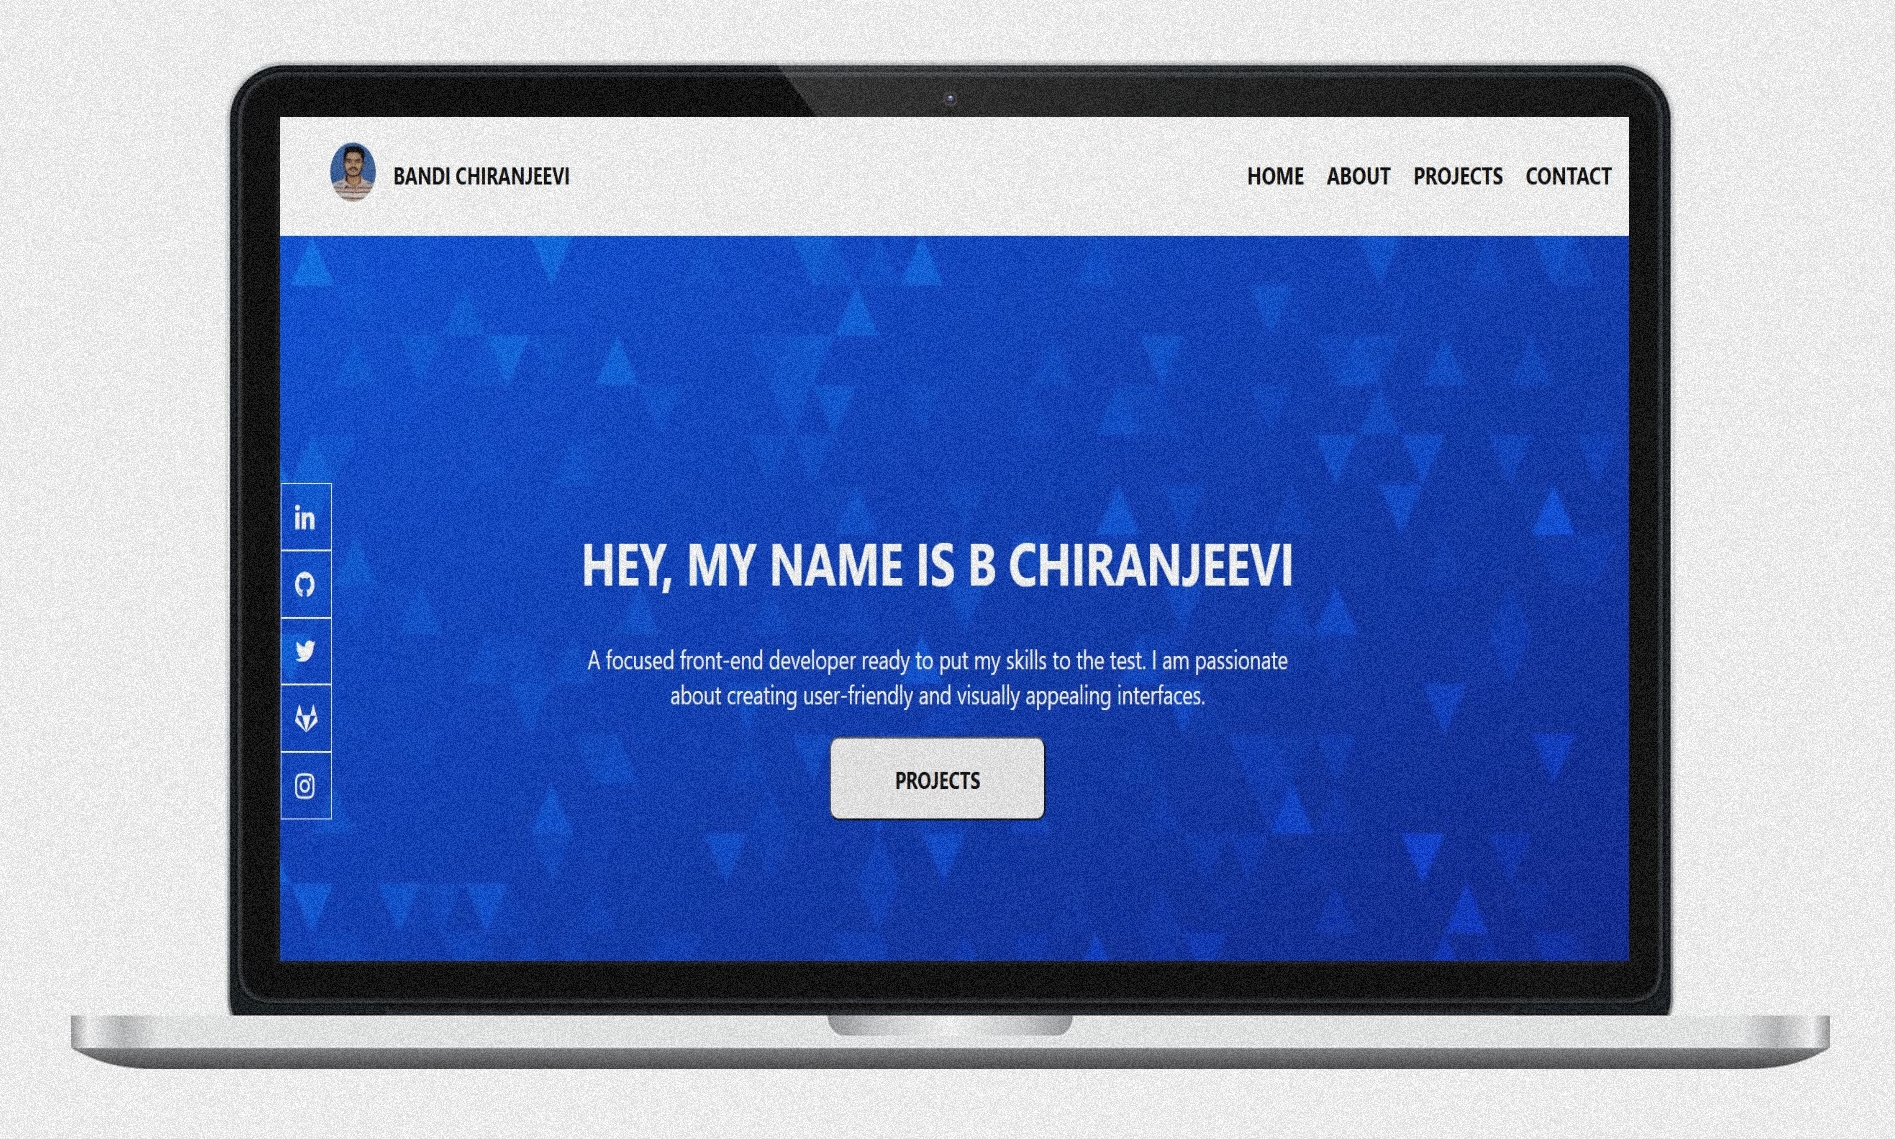 BANDI CHIRANJEEVI
HOME ABOUT PROJECTS CONTACT
in
HEY, MY NAME IS B CHIRANJEEVI
A focused front-end developer ready to put my skills to the test. I am passionate
about creating user-friendly and visually appealing interfaces.
PROJECTS